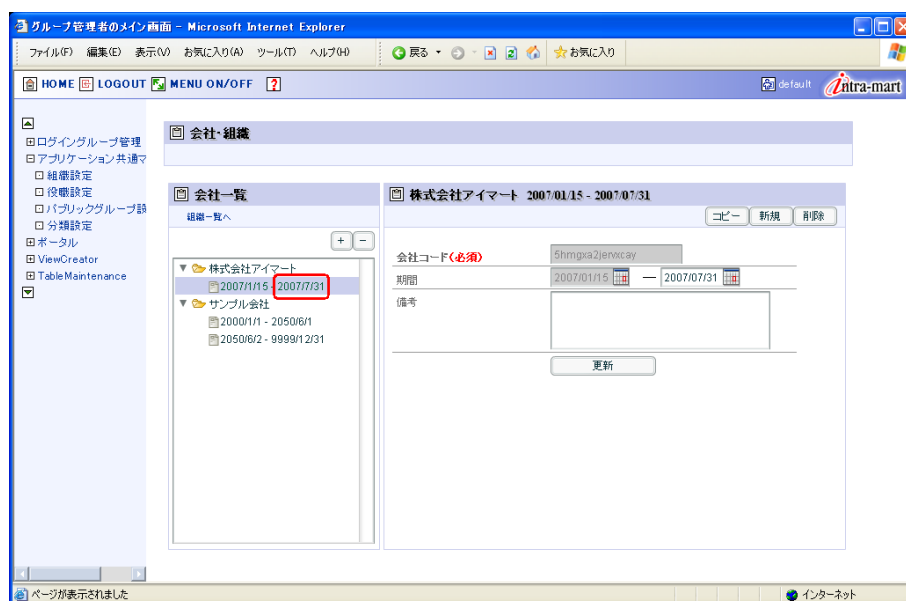 グループ管理者のメイン画面 - Microsoft Internet Explorer
ファイル(F) 編集(E) 表示(V) お気に入り(A) ツール(T) ヘルプ(H) 戻る お気に入り
HOME LOGOUT MENU ON/OFF ? default intra-mart
ログイングループ管理
アプリケーション共通マ
組織設定
役職設定
パブリックグループ設
分類設定
ポータル
ViewCreator
TableMaintenance
会社・組織
会社一覧
組織一覧へ
+ -
株式会社アイマート
2007/1/15 - 2007/7/31
サンプル会社
2000/1/1 - 2050/6/1
2050/6/2 - 9999/12/31
株式会社アイマート 2007/01/15 - 2007/07/31
コピー 新規 削除
会社コード(必須) 5hmgxa2jervxcay
期間 2007/01/15 — 2007/07/31
備考
更新
ページが表示されました インターネット